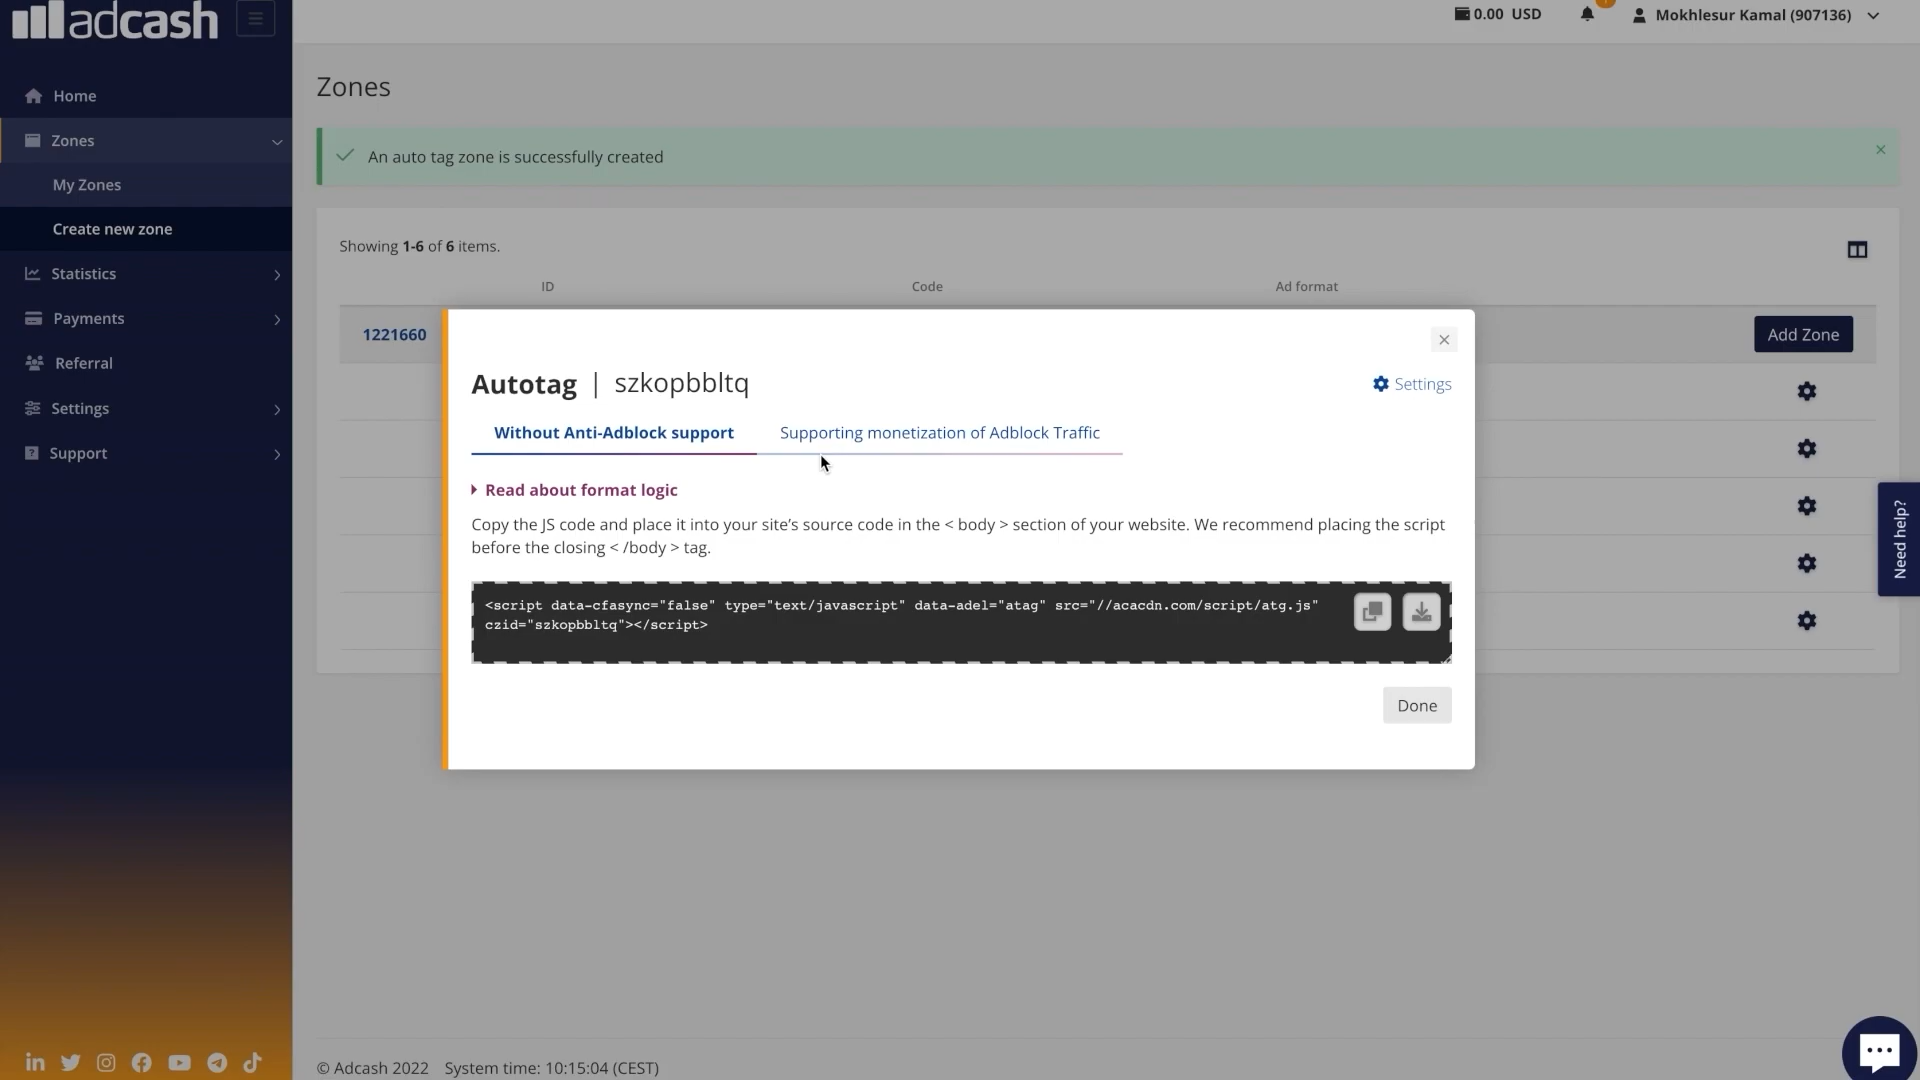 adcash
0.00 USD
Mokhlesur Kamal (907136)
Home
Zones
My Zones
Create new zone
Statistics
Payments
Referral
Settings
Support
Zones
An auto tag zone is successfully created
Showing 1-6 of 6 items.
ID Code Ad format
1221660
Add Zone
Autotag | szkopbbltq
Settings
Without Anti-Adblock support
Supporting monetization of Adblock Traffic
Read about format logic
Copy the JS code and place it into your site’s source code in the < body > section of your website. We recommend placing the script
before the closing < /body > tag.
<script data-cfasync="false" type="text/javascript" data-adel="atag" src="//acacdn.com/script/atg.js"
czid="szkopbbltq"></script>
Done
Need help?
© Adcash 2022 System time: 10:15:04 (CEST)